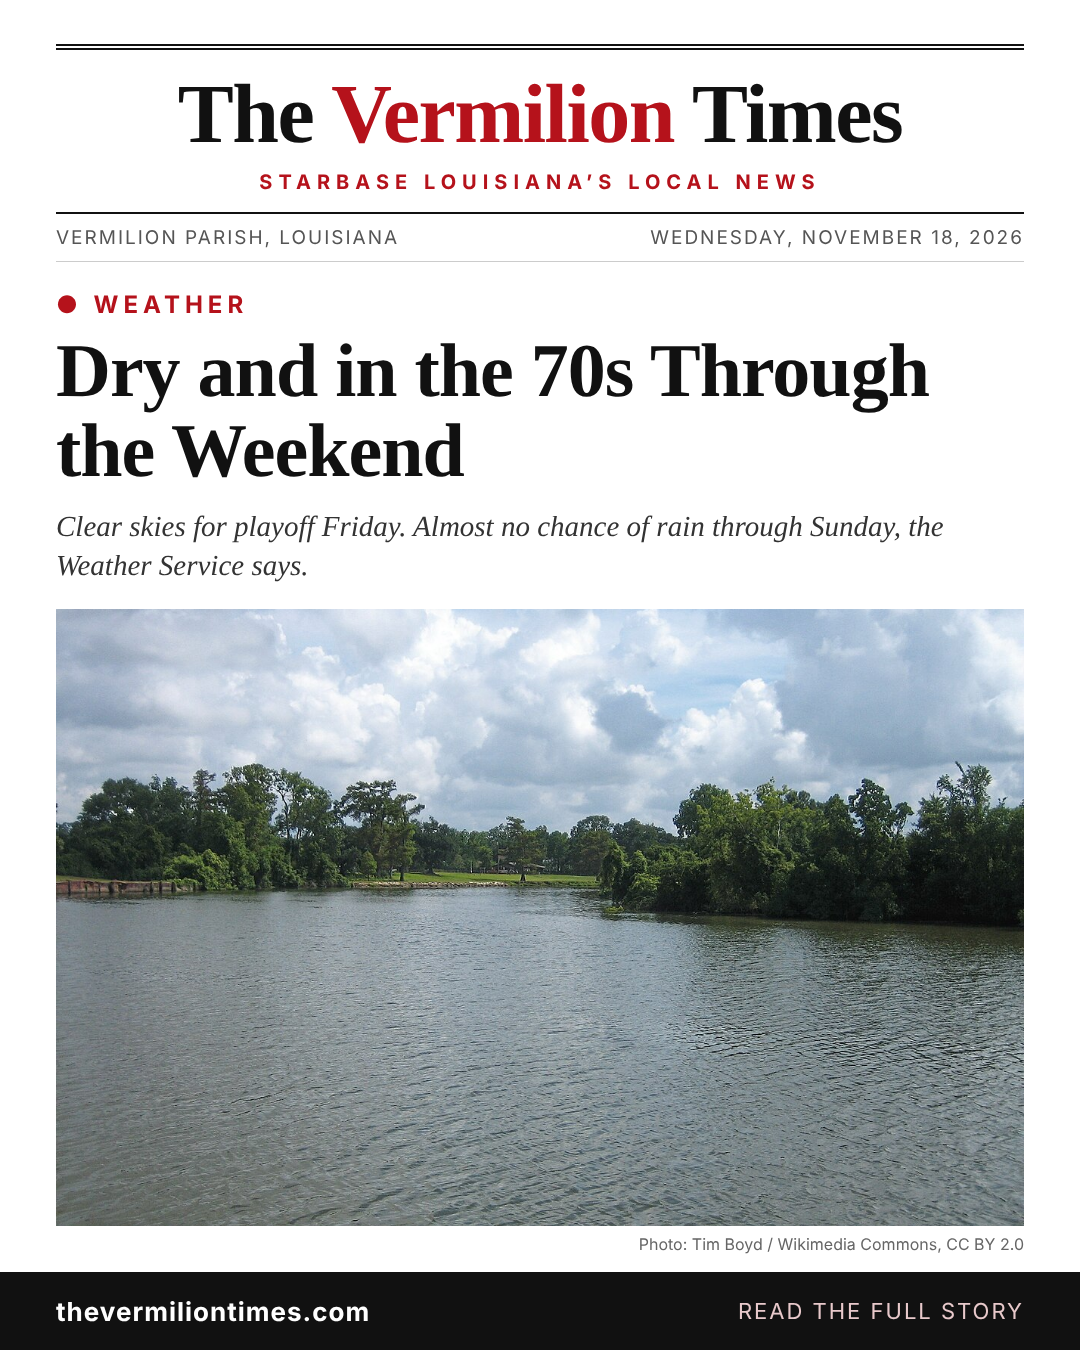 The Vermilion Times
STARBASE LOUISIANA’S LOCAL NEWS
VERMILION PARISH, LOUISIANA
WEDNESDAY, NOVEMBER 18, 2026
WEATHER
Dry and in the 70s Through
the Weekend
Clear skies for playoff Friday. Almost no chance of rain through Sunday, the
Weather Service says.
Photo: Tim Boyd / Wikimedia Commons, CC BY 2.0
thevermiliontimes.com
READ THE FULL STORY